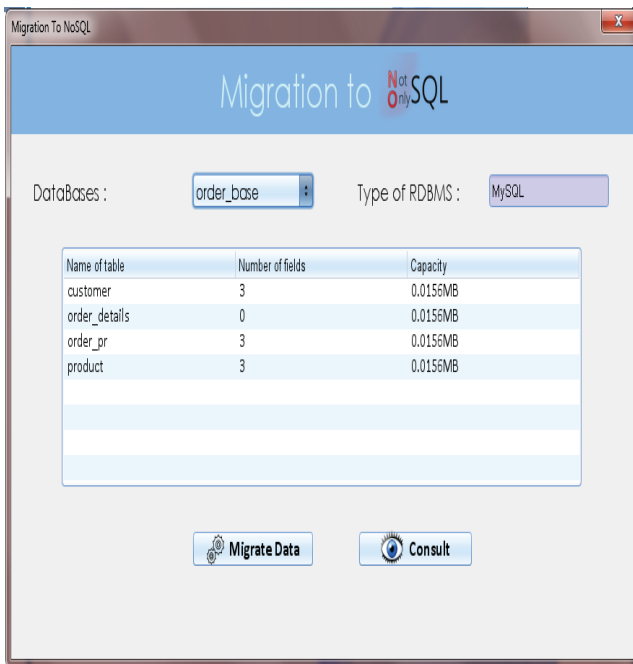 Migration To NoSQL
X
Migration to Not Only SQL
DataBases : order_base Type of RDBMS : MySQL
Name of table Number of fields Capacity
customer 3 0.0156MB
order_details 0 0.0156MB
order_pr 3 0.0156MB
product 3 0.0156MB
Migrate Data Consult